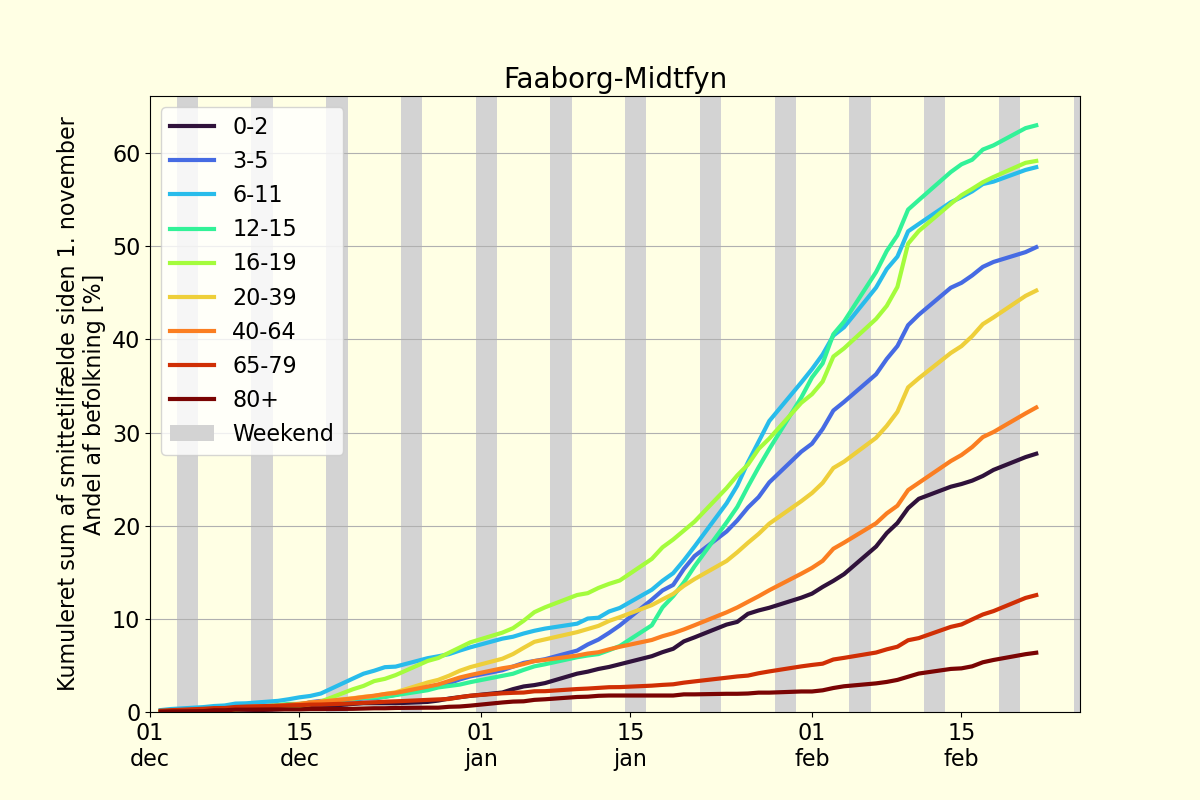 Faaborg-Midtfyn
Kumuleret sum af smittetilfælde siden 1. november
Andel af befolkning [%]
60
50
40
30
20
10
0
0-2
3-5
6-11
12-15
16-19
20-39
40-64
65-79
80+
Weekend
01 15 01 15 01 15
dec dec jan jan feb feb